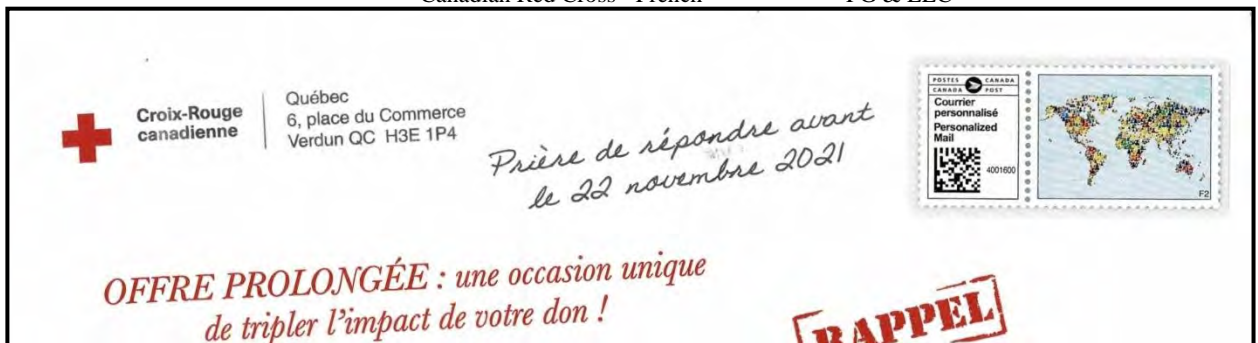 Canadian Red Cross - French PG & LLC
Croix-Rouge
canadienne
Québec
6, place du Commerce
Verdun QC H3E 1P4
Prière de répondre avant
le 22 novembre 2021
POSTES CANADA
CANADA POST
Courrier
personnalisé
Personalized
Mail
4001600
F2
OFFRE PROLONGÉE : une occasion unique
de tripler l'impact de votre don !
RAPPEL